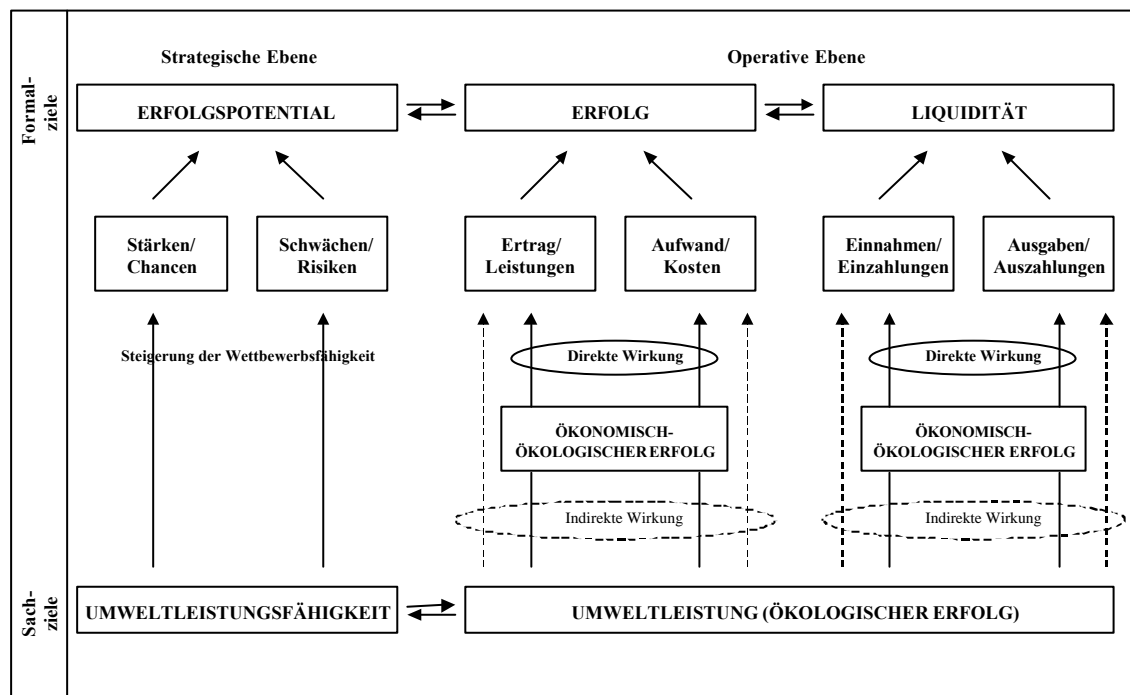 Formal-
ziele
Strategische Ebene
Operative Ebene
ERFOLGSPOTENTIAL
ERFOLG
LIQUIDITÄT
Stärken/
Chancen
Schwächen/
Risiken
Ertrag/
Leistungen
Aufwand/
Kosten
Einnahmen/
Einzahlungen
Ausgaben/
Auszahlungen
Steigerung der Wettbewerbsfähigkeit
Direkte Wirkung
Direkte Wirkung
ÖKONOMISCH-
ÖKOLOGISCHER ERFOLG
ÖKONOMISCH-
ÖKOLOGISCHER ERFOLG
Indirekte Wirkung
Indirekte Wirkung
Sach-
ziele
UMWELTLEISTUNGSFÄHIGKEIT
UMWELTLEISTUNG (ÖKOLOGISCHER ERFOLG)